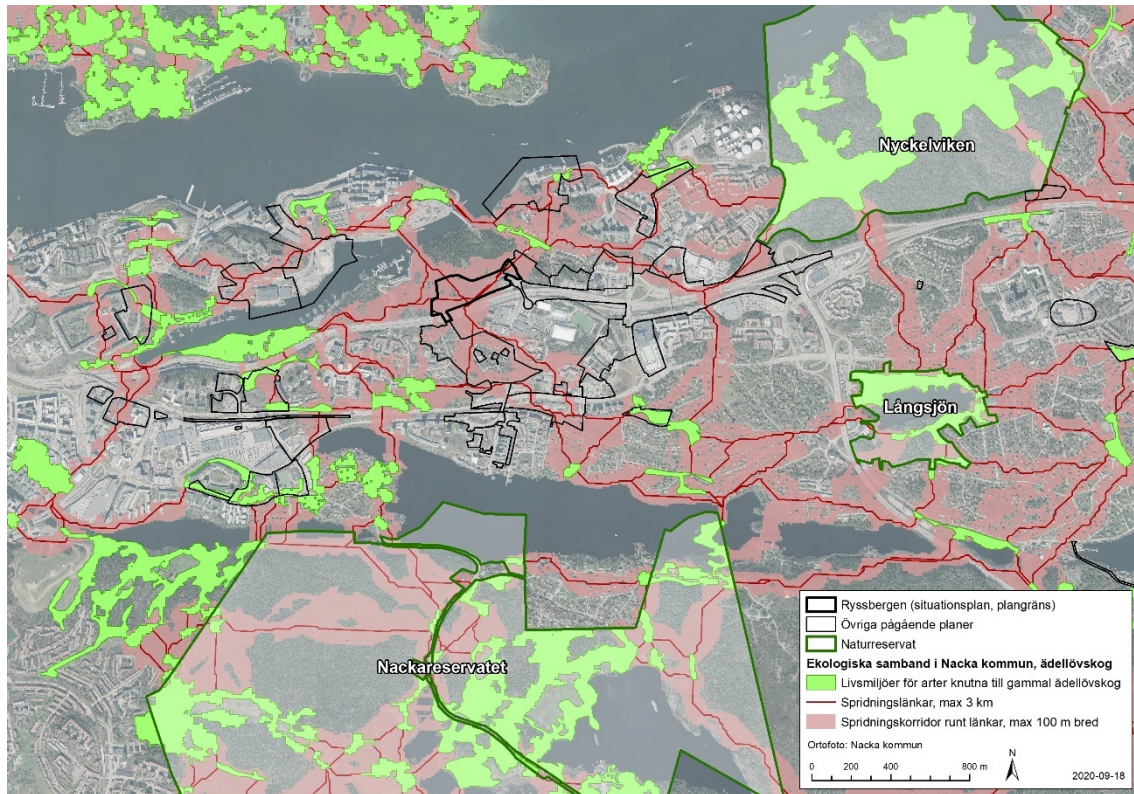 Nyckelviken
Långsjön
Nackareservatet
Ryssbergen (situationsplan, plangräns)
Övriga pågående planer
Naturreservat
Ekologiska samband i Nacka kommun, ädellövskog
Livsmiljöer för arter knutna till gammal ädellövskog
Spridningslänkar, max 3 km
Spridningskorridor runt länkar, max 100 m bred
Ortofoto: Nacka kommun
N
0 200 400 800 m
2020-09-18